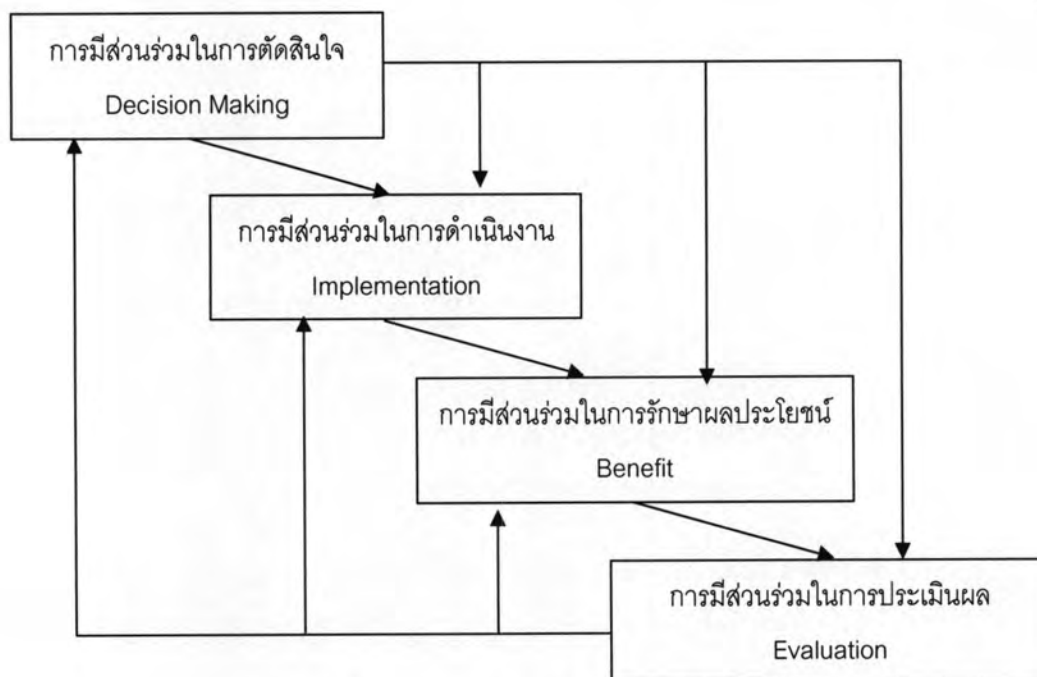 การมีส่วนร่วมในการตัดสินใจ
Decision Making
การมีส่วนร่วมในการดำเนินงาน
Implementation
การมีส่วนร่วมในการรักษาผลประโยชน์
Benefit
การมีส่วนร่วมในการประเมินผล
Evaluation